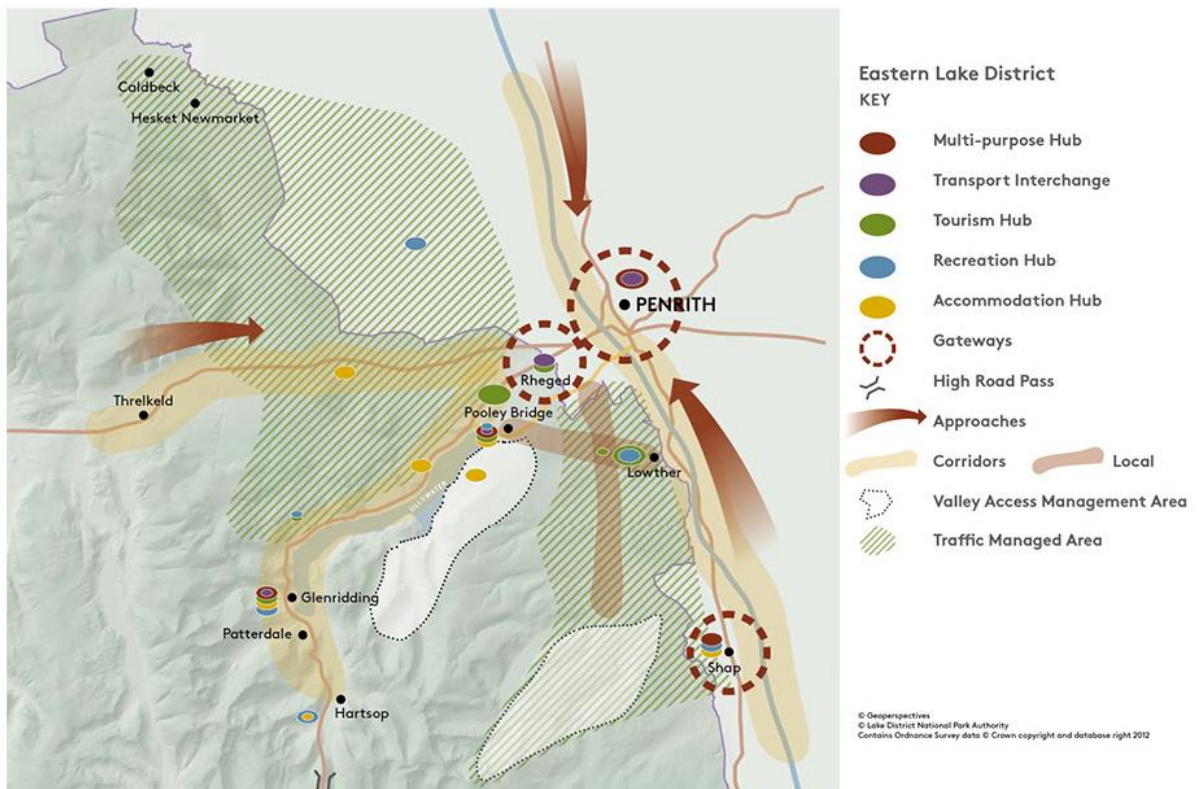 Caldbeck
Hesket Newmarket
PENRITH
Rheged
Threlkeld
Pooley Bridge
Lowther
ULLSWATER
Glenridding
Patterdale
Shap
Hartsop
Eastern Lake District
KEY
Multi-purpose Hub
Transport Interchange
Tourism Hub
Recreation Hub
Accommodation Hub
Gateways
High Road Pass
Approaches
Corridors
Local
Valley Access Management Area
Traffic Managed Area
© Geoperspectives
© Lake District National Park Authority
Contains Ordnance Survey data © Crown copyright and database right 2012